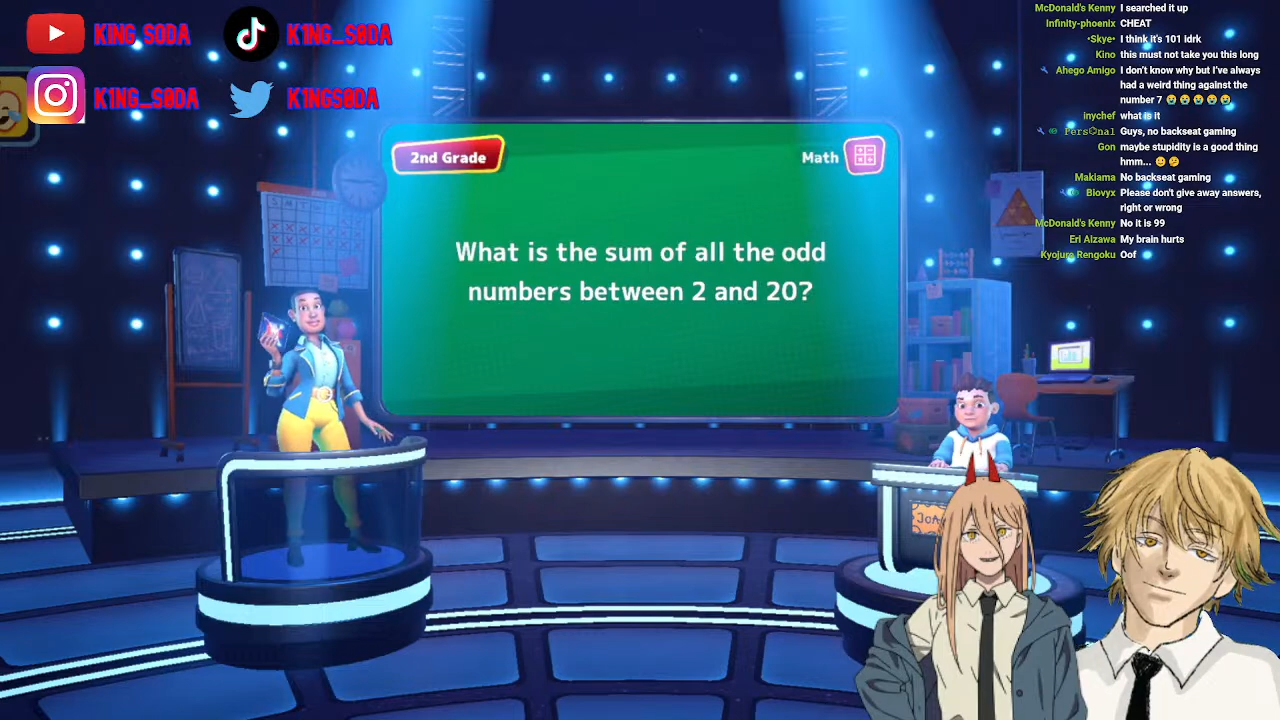 KING SODA
K1NG_S0DA
K1NG_S0DA
K1NGS0DA
2nd Grade
Math
What is the sum of all the odd
numbers between 2 and 20?
McDonald's Kenny I searched it up
Infinity-phoenix CHEAT
•Skye• I think it's 101 idrk
Kino this must not take you this long
Ahego Amigo I don't know why but I've always
had a weird thing against the
number 7 😭😭😭😭😭
inychef what is it
Guys, no backseat gaming
Gon maybe stupidity is a good thing
hmm...
Makiama No backseat gaming
Biovyx Please don't give away answers,
right or wrong
McDonald's Kenny No it is 99
Eri Aizawa My brain hurts
Kyojuro Rengoku Oof